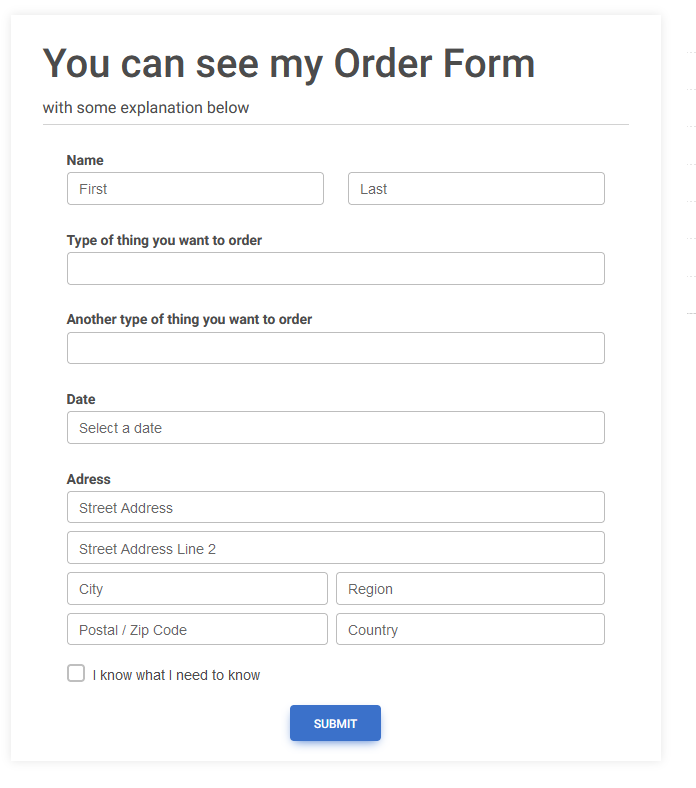 You can see my Order Form
with some explanation below
Name
First Last
Type of thing you want to order
Another type of thing you want to order
Date
Select a date
Adress
Street Address
Street Address Line 2
City Region
Postal / Zip Code Country
I know what I need to know
SUBMIT